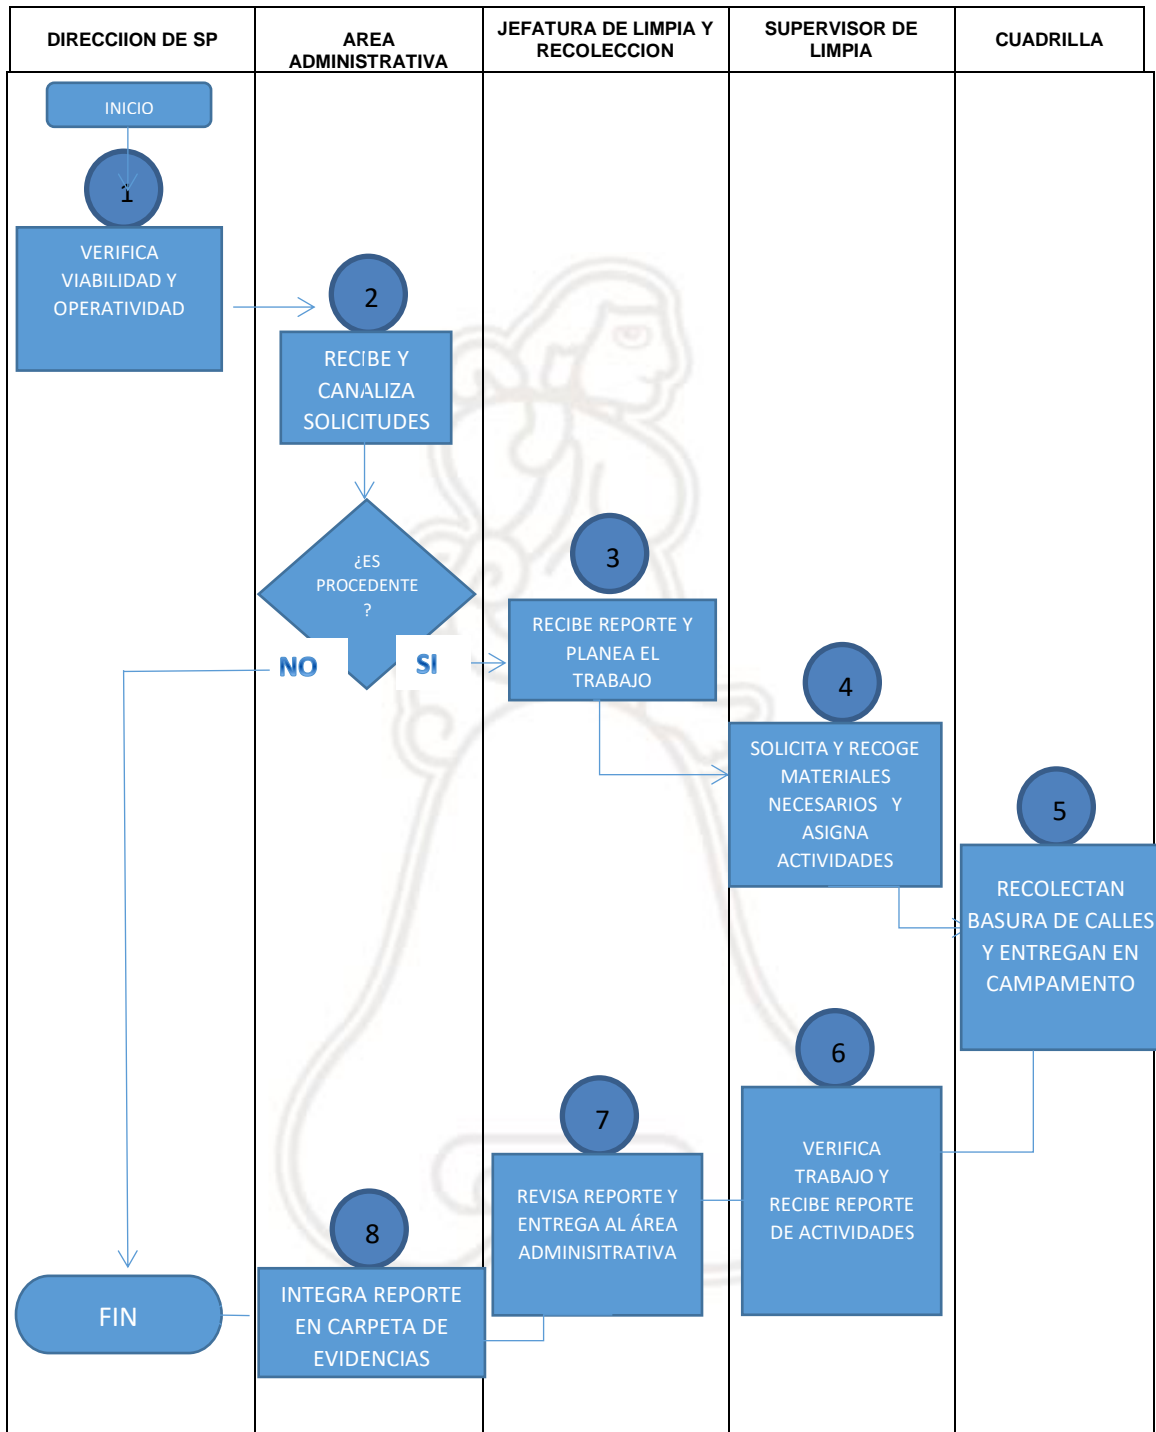 DIRECCIION DE SP
AREA
ADMINISTRATIVA
JEFATURA DE LIMPIA Y
RECOLECCION
SUPERVISOR DE
LIMPIA
CUADRILLA
INICIO
1
VERIFICA
VIABILIDAD Y
OPERATIVIDAD
2
RECIBE Y
CANALIZA
SOLICITUDES
¿ES
PROCEDENTE
?
NO
SI
3
RECIBE REPORTE Y
PLANEA EL
TRABAJO
4
SOLICITA Y RECOGE
MATERIALES
NECESARIOS Y
ASIGNA
ACTIVIDADES
5
RECOLECTAN
BASURA DE CALLES
Y ENTREGAN EN
CAMPAMENTO
6
VERIFICA
TRABAJO Y
RECIBE REPORTE
DE ACTIVIDADES
7
REVISA REPORTE Y
ENTREGA AL ÁREA
ADMINISITRATIVA
8
INTEGRA REPORTE
EN CARPETA DE
EVIDENCIAS
FIN